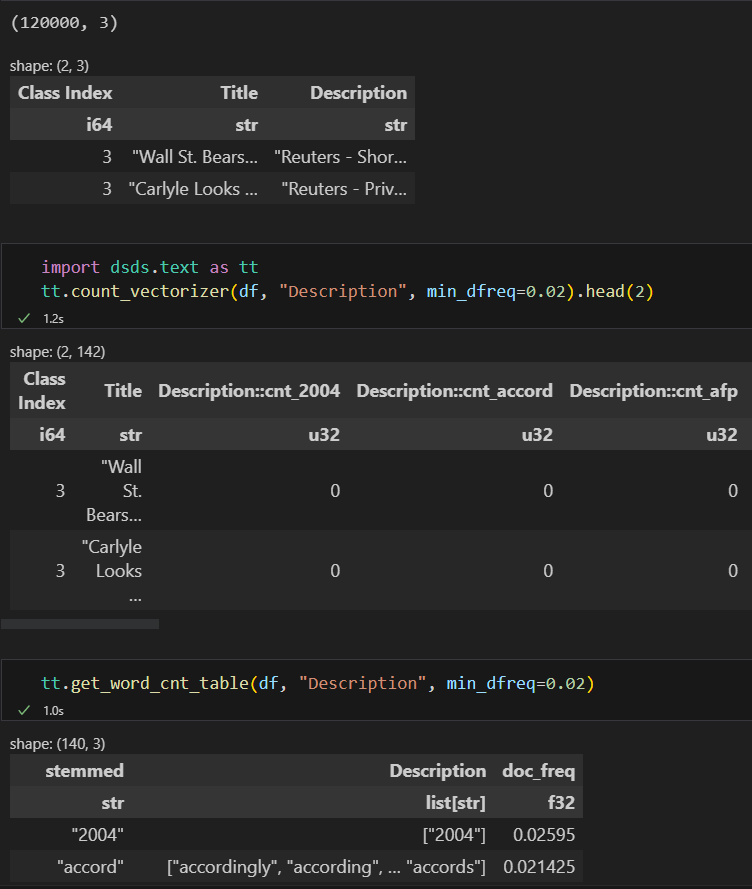 (120000, 3)
shape: (2, 3)
Class Index Title Description
i64 str str
3 "Wall St. Bears... "Reuters - Shor...
3 "Carlyle Looks ... "Reuters - Priv...
import dsds.text as tt
tt.count_vectorizer(df, "Description", min_dfreq=0.02).head(2)
1.2s
shape: (2, 142)
Class
Index Title Description::cnt_2004 Description::cnt_accord Description::cnt_afp
i64 str u32 u32 u32
"Wall
3 St. 0 0 0
Bears...
"Carlyle
3 Looks 0 0 0
...
tt.get_word_cnt_table(df, "Description", min_dfreq=0.02)
1.0s
shape: (140, 3)
stemmed Description doc_freq
str list[str] f32
"2004" ["2004"] 0.02595
"accord" ["accordingly", "according", ... "accords"] 0.021425